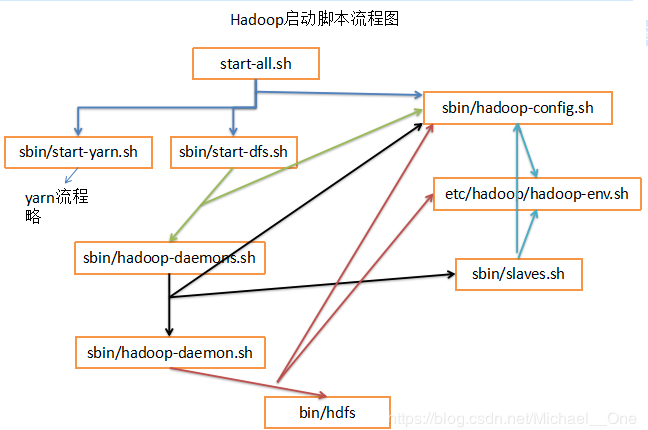 Hadoop启动脚本流程图
start-all.sh
sbin/hadoop-config.sh
sbin/start-yarn.sh
sbin/start-dfs.sh
yarn流程
略
etc/hadoop/hadoop-env.sh
sbin/hadoop-daemons.sh
sbin/slaves.sh
sbin/hadoop-daemon.sh
bin/hdfs
https://blog.csdn.net/Michael__One